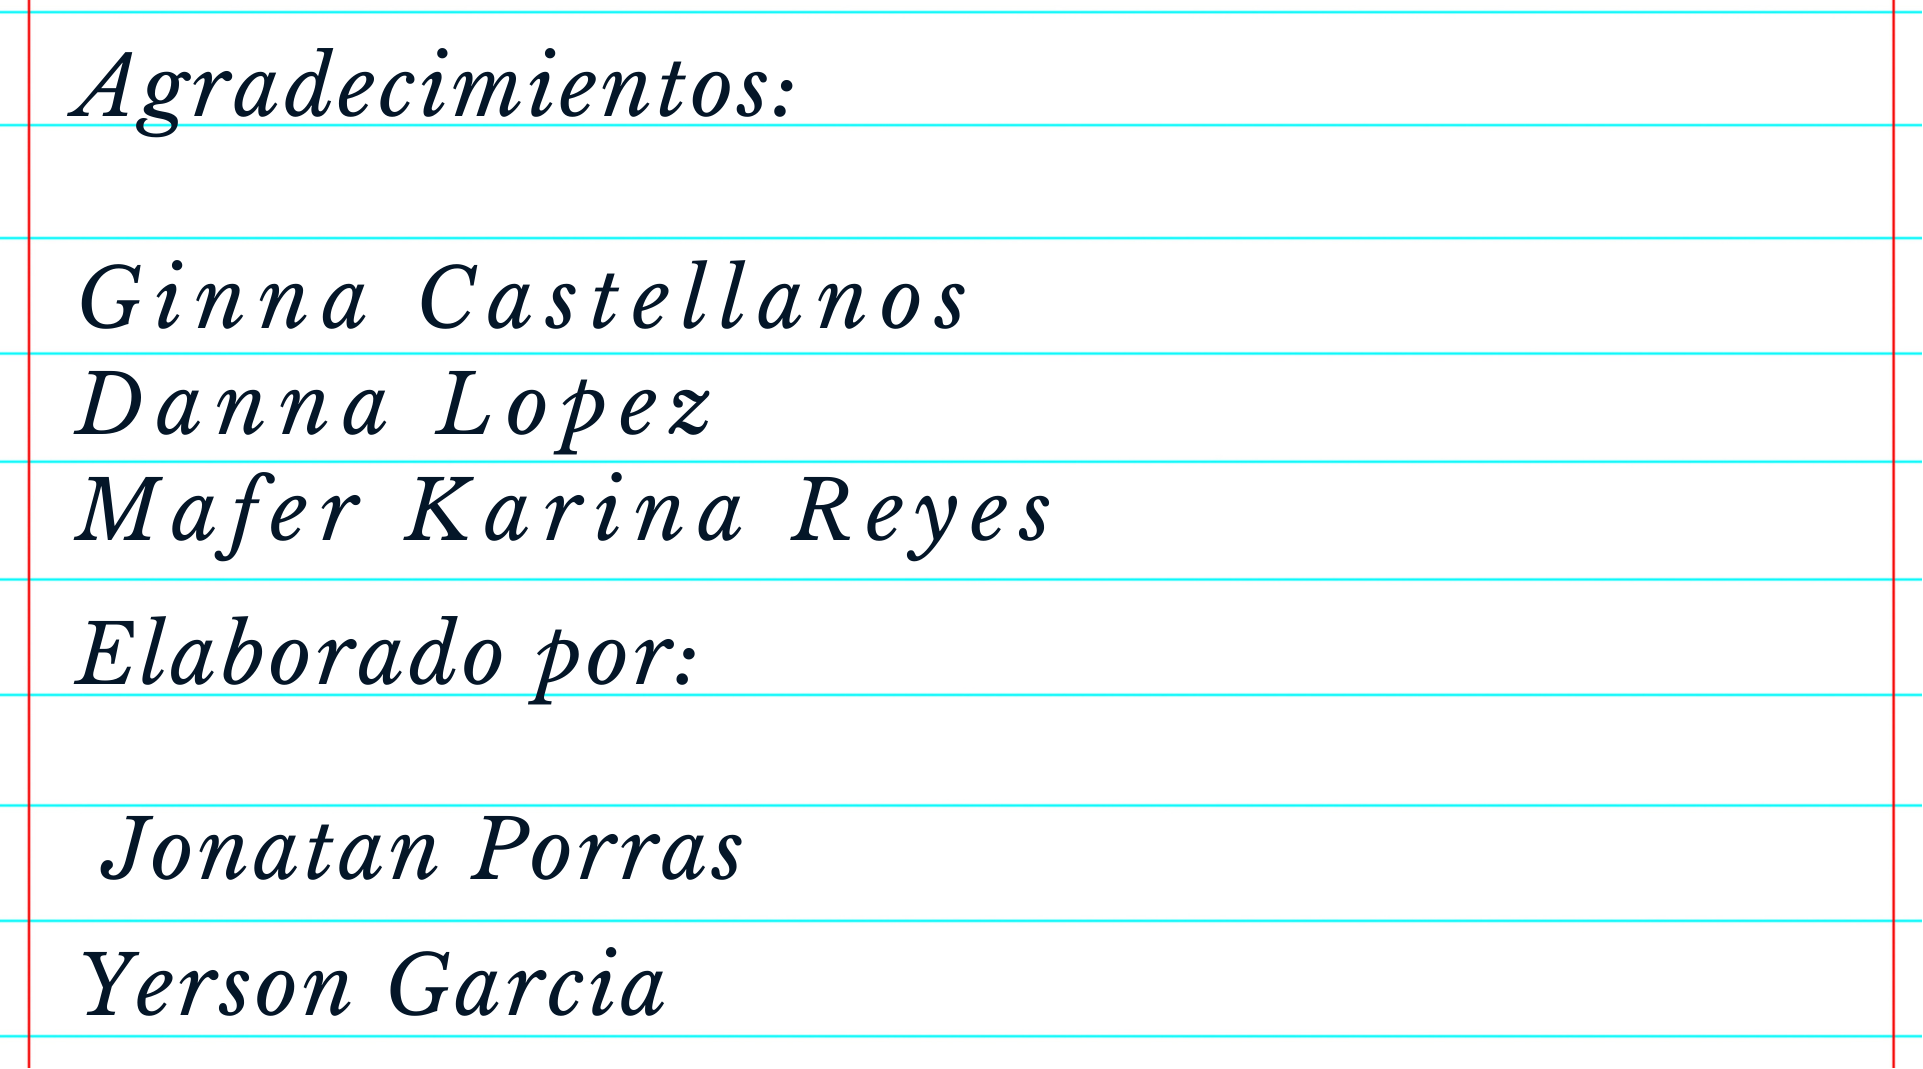 Agradecimientos:
Ginna Castellanos
Danna Lopez
Mafer Karina Reyes
Elaborado por:
Jonatan Porras
Yerson Garcia